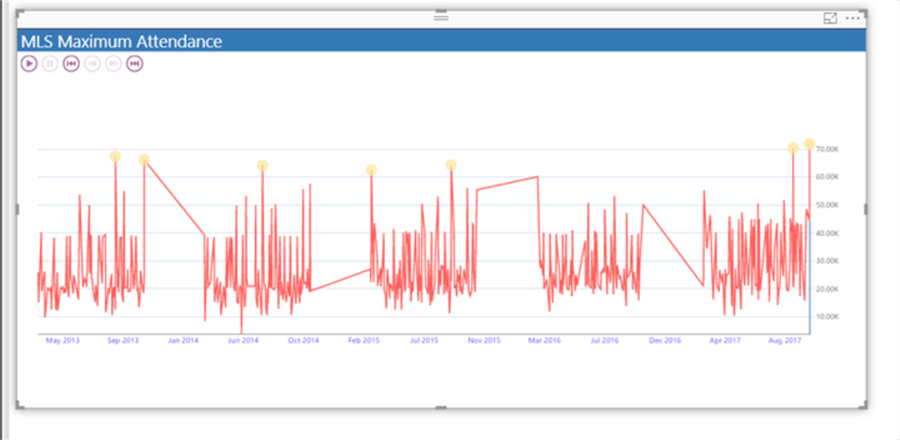 MLS Maximum Attendance
70.00K
60.00K
50.00K
40.00K
30.00K
20.00K
10.00K
May 2013 Sep 2013 Jan 2014 Jun 2014 Oct 2014 Feb 2015 Jul 2015 Nov 2015 Mar 2016 Jul 2016 Dec 2016 Apr 2017 Aug 2017